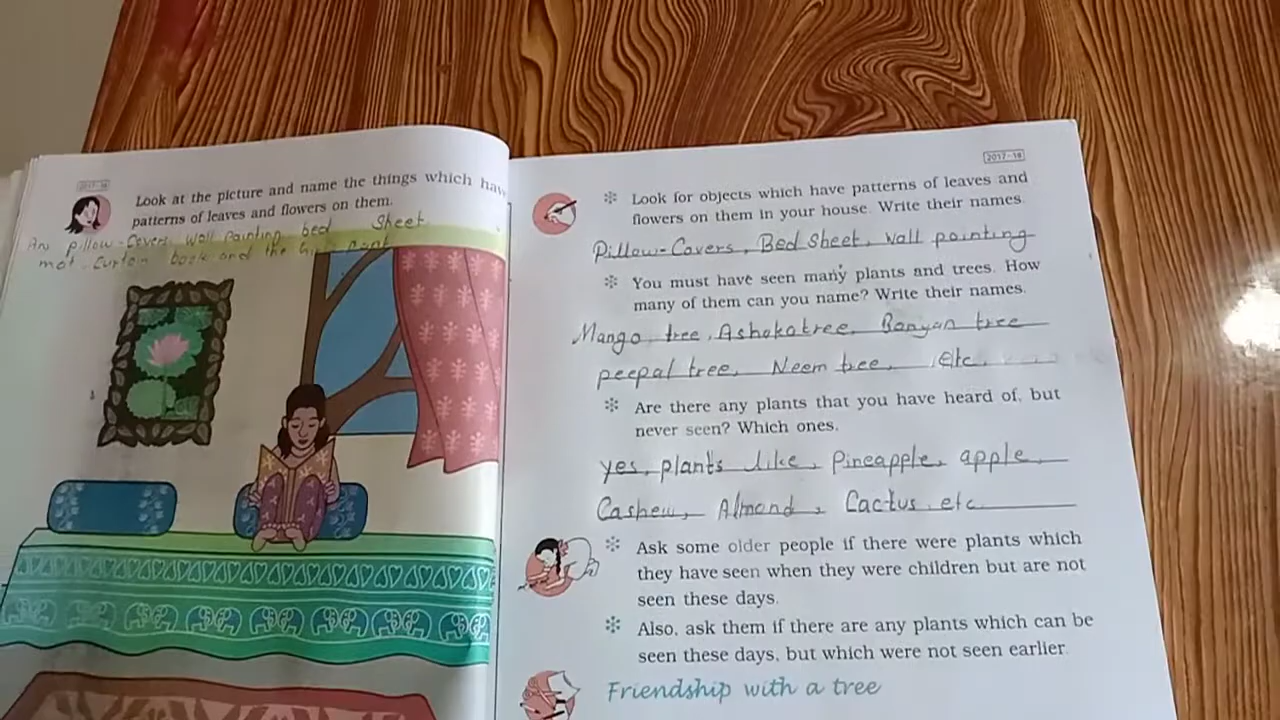 2017-18
Look at the picture and name the things which have
patterns of leaves and flowers on them.
Ans pillow-Covers wall painting bed Sheet
mat. Curtain book and the girl pant
2017-18
Look for objects which have patterns of leaves and
flowers on them in your house. Write their names.
Pillow-Covers, Bed Sheet, wall painting
You must have seen many plants and trees. How
many of them can you name? Write their names.
Mango tree, Ashoka tree, Banyan tree
peepal tree, Neem tree, Etc.
Are there any plants that you have heard of, but
never seen? Which ones.
yes, plants like, Pineapple, apple,
Cashew, Almond, Cactus etc
Ask some older people if there were plants which
they have seen when they were children but are not
seen these days.
Also, ask them if there are any plants which can be
seen these days, but which were not seen earlier.
Friendship with a tree